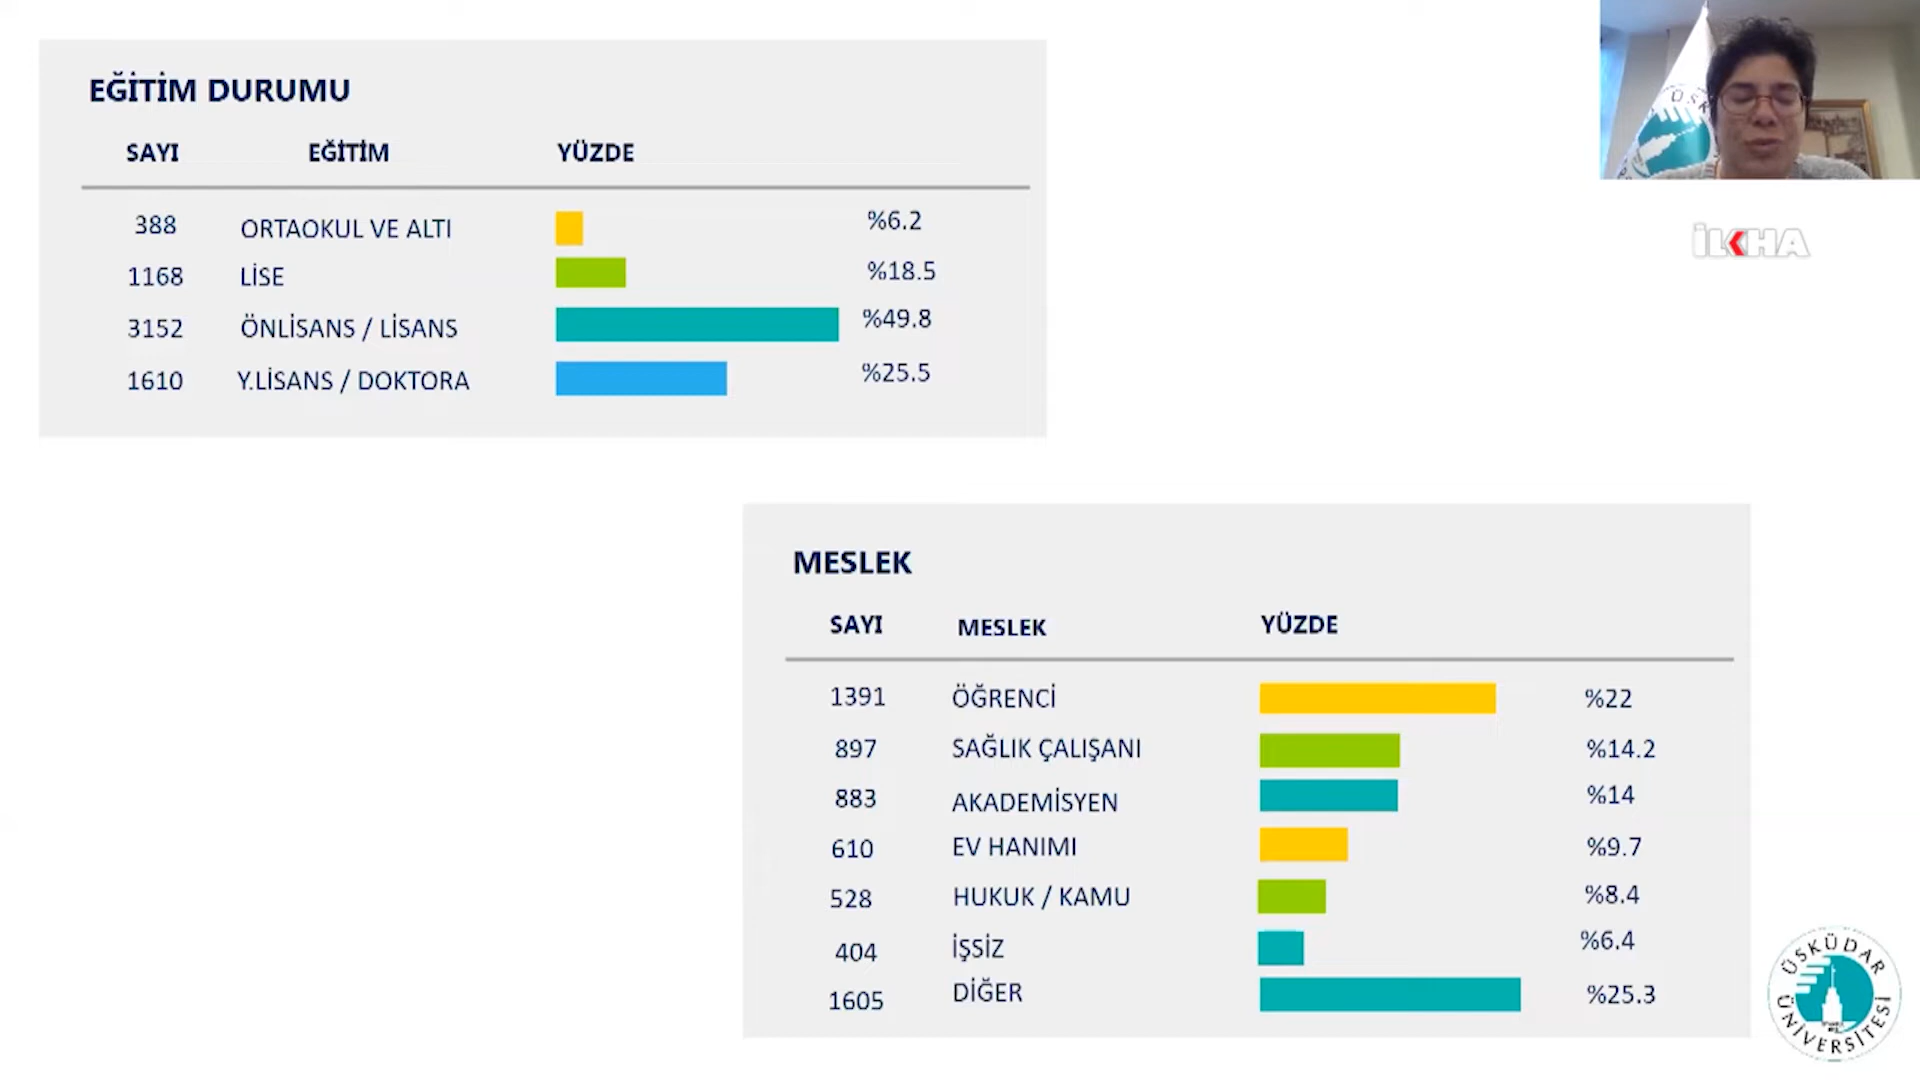 EĞİTİM DURUMU
SAYI EĞİTİM YÜZDE
388 ORTAOKUL VE ALTI %6.2
1168 LİSE %18.5
3152 ÖNLİSANS / LİSANS %49.8
1610 Y.LİSANS / DOKTORA %25.5
ÜSK
İLKHA
MESLEK
SAYI MESLEK YÜZDE
1391 ÖĞRENCİ %22
897 SAĞLIK ÇALIŞANI %14.2
883 AKADEMİSYEN %14
610 EV HANIMI %9.7
528 HUKUK / KAMU %8.4
404 İŞSİZ %6.4
1605 DİĞER %25.3
ÜSKÜDAR
ÜNİVERSİTESİ